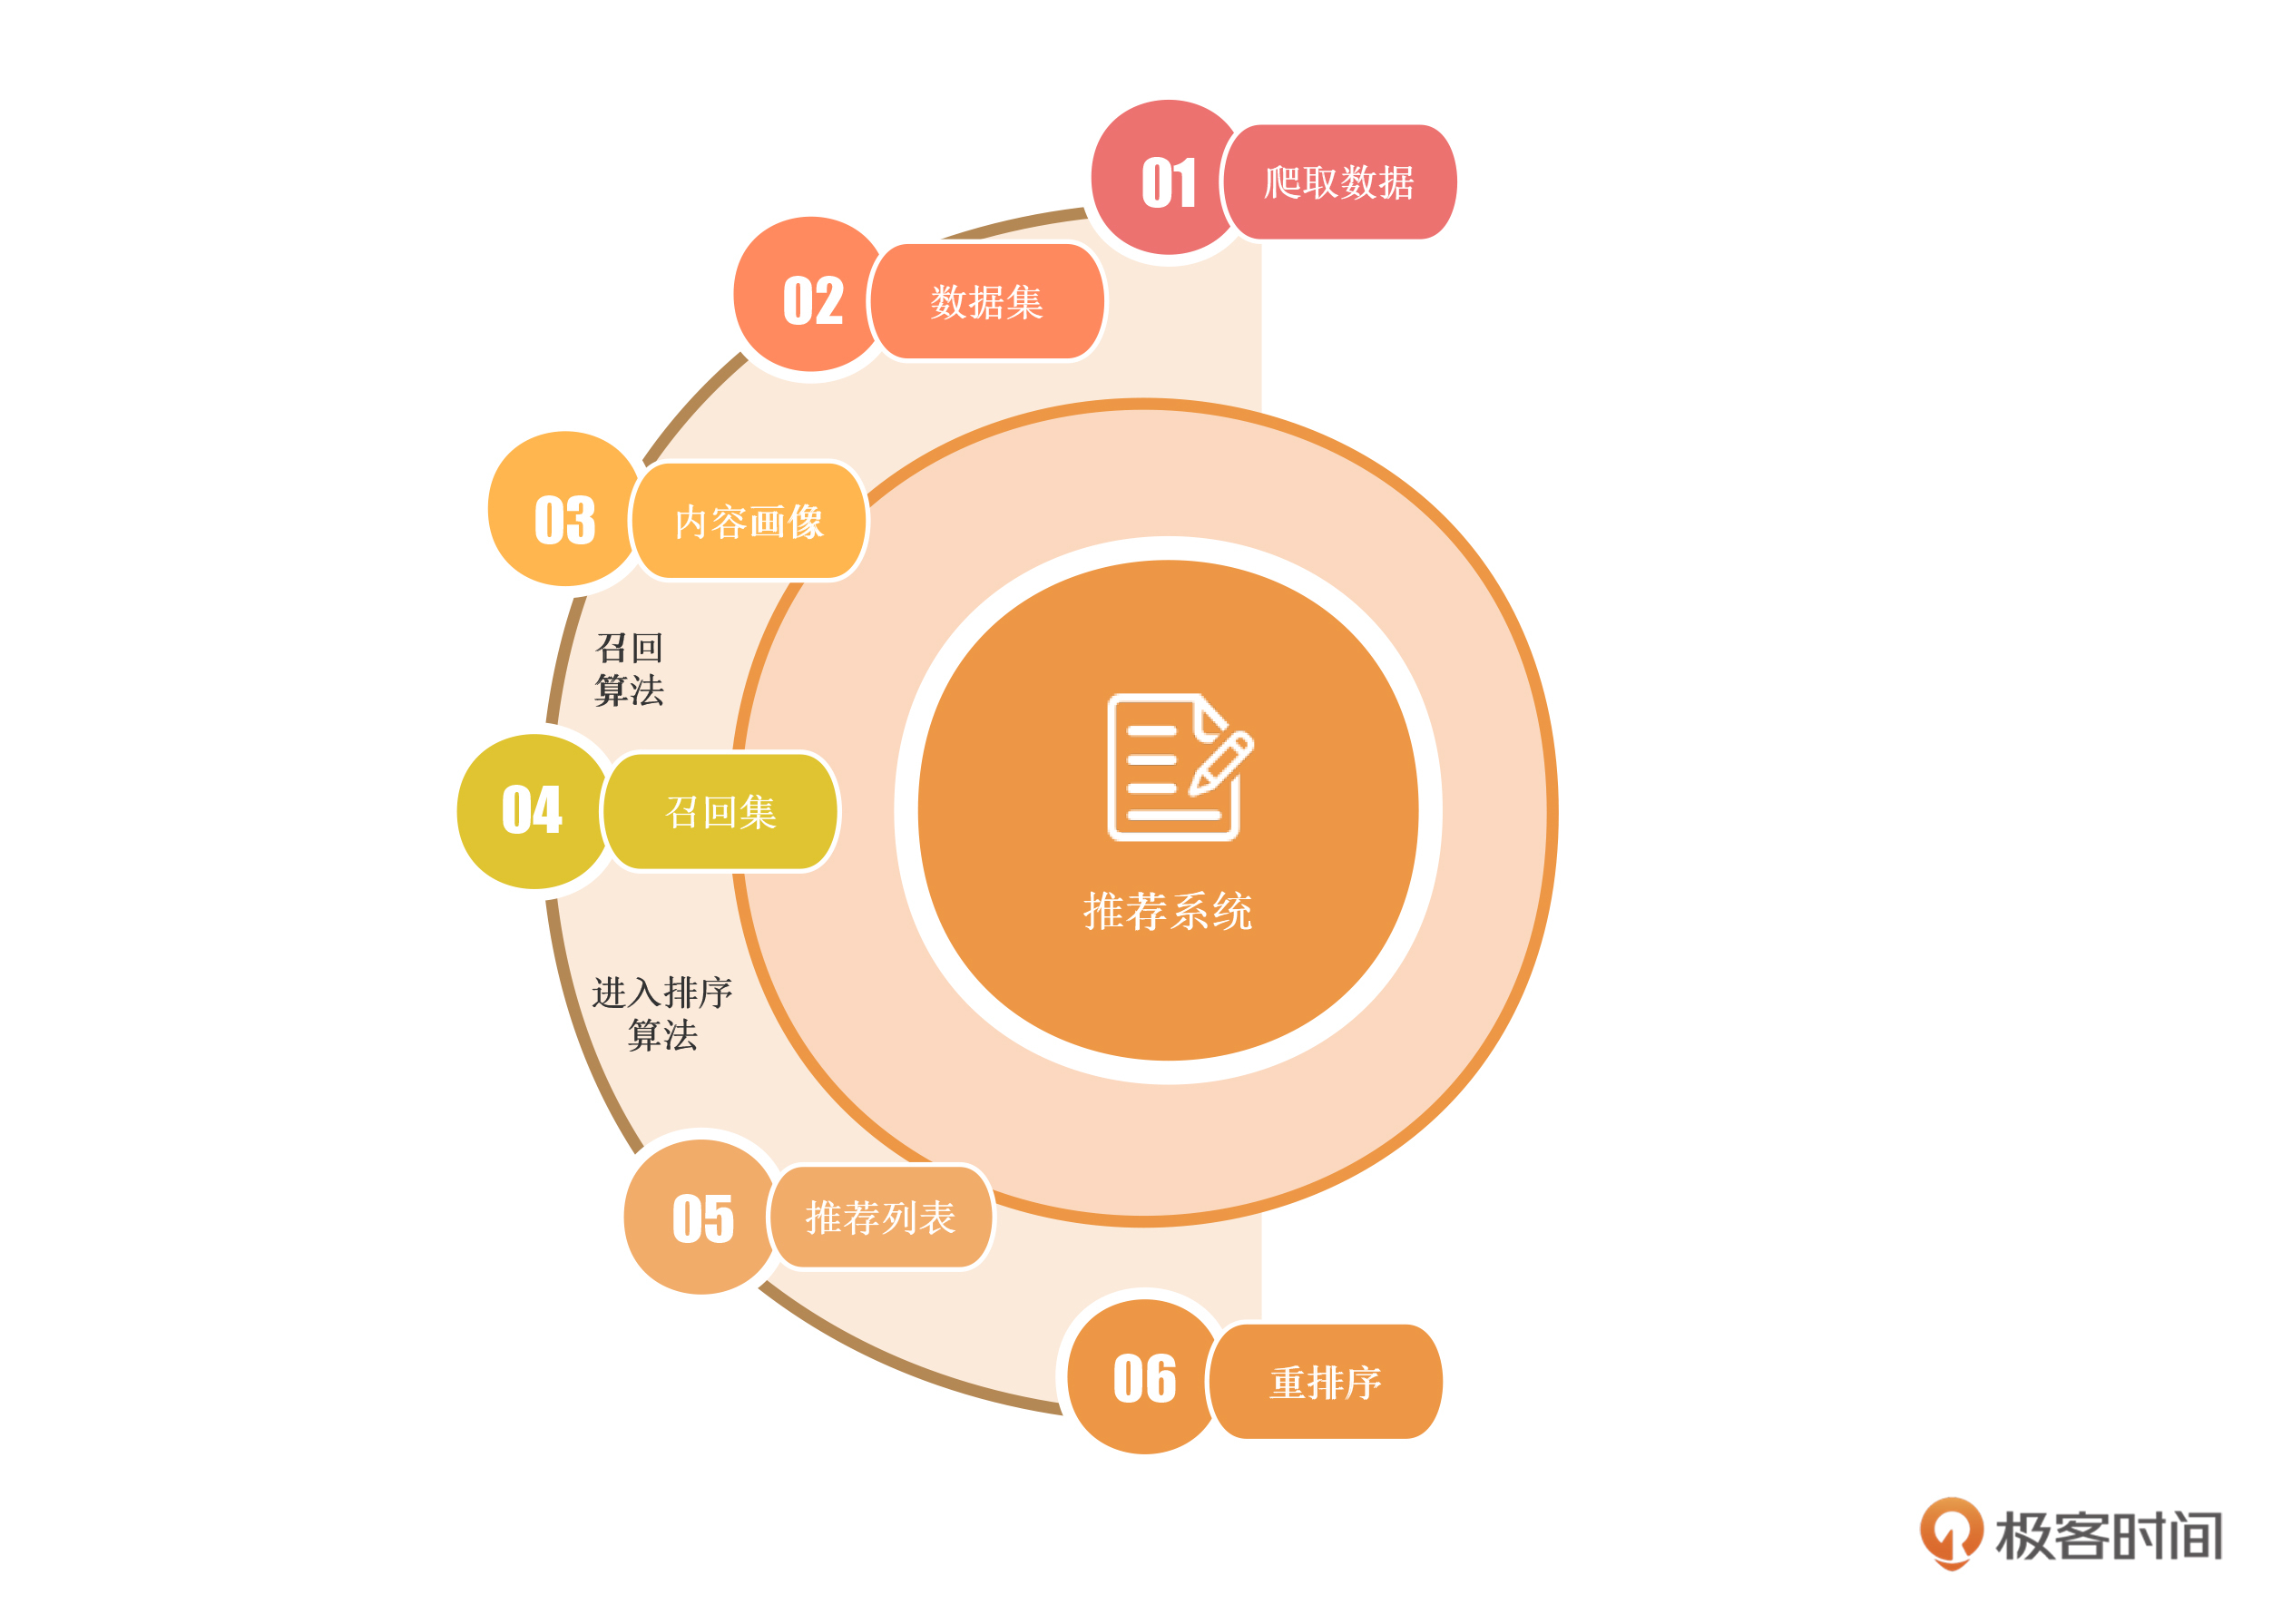 01
爬取数据
02
数据集
03
内容画像
召回
算法
04
召回集
推荐系统
进入排序
算法
05
推荐列表
06
重排序
极客时间